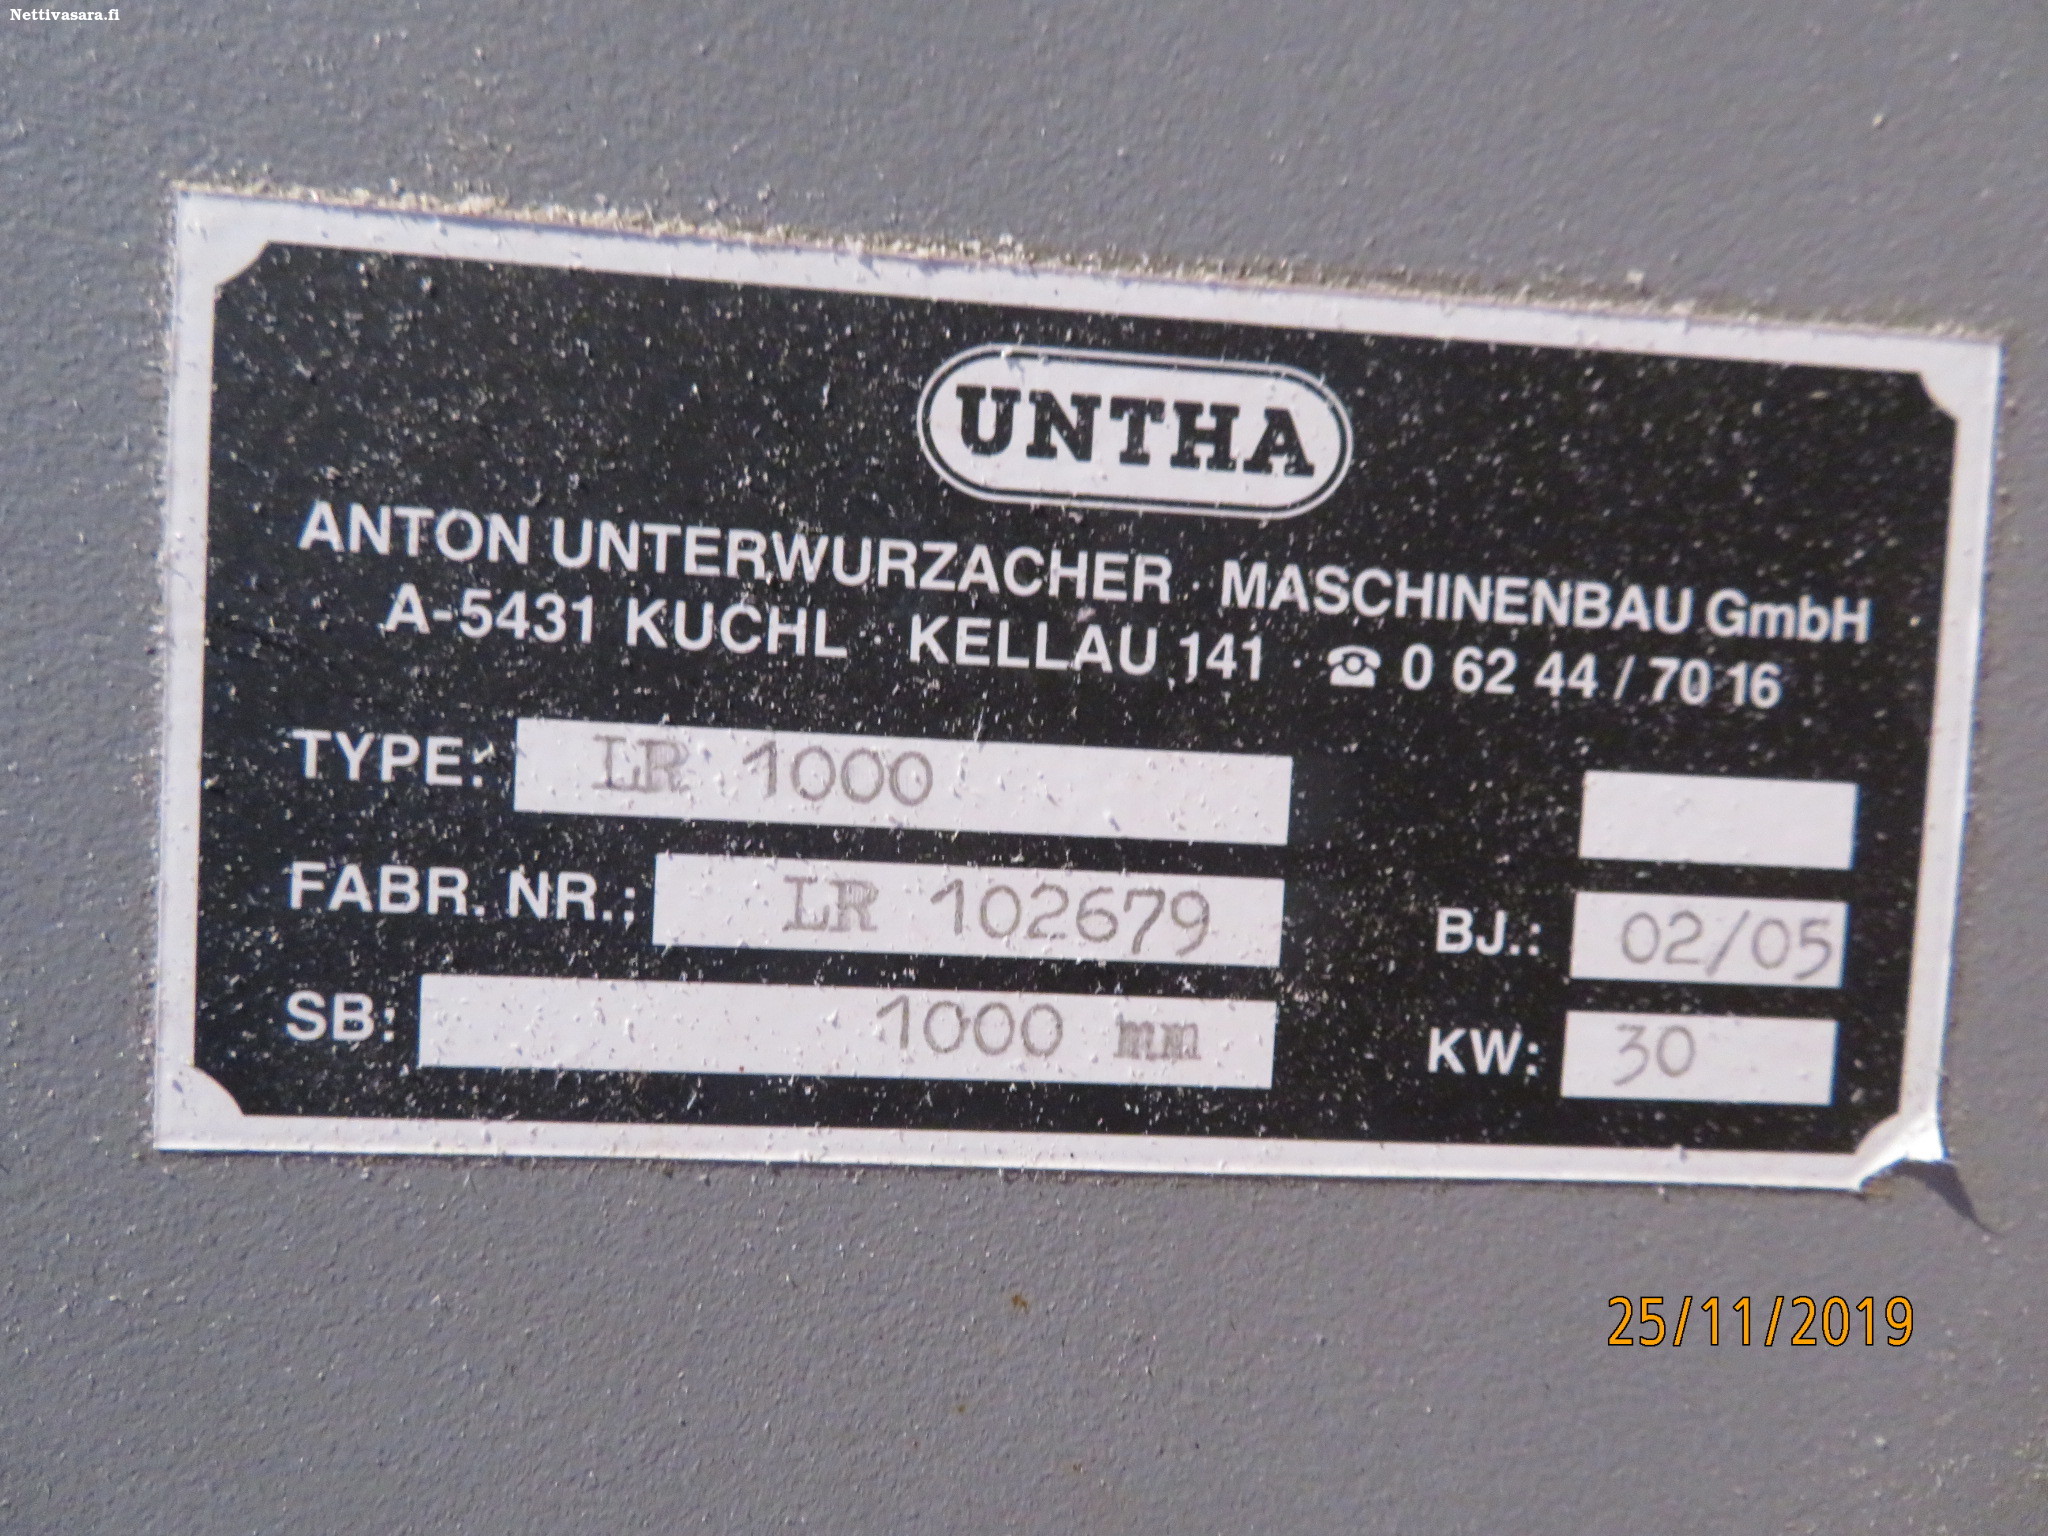 Nettivasara.fi
UNTHA
ANTON UNTERWURZACHER · MASCHINENBAU GmbH
A-5431 KUCHL · KELLAU 141 · ☎ 0 62 44 / 70 16
TYPE: LR 1000
FABR. NR.: LR 102679 BJ.: 02/05
SB: 1000 mm KW: 30
25/11/2019